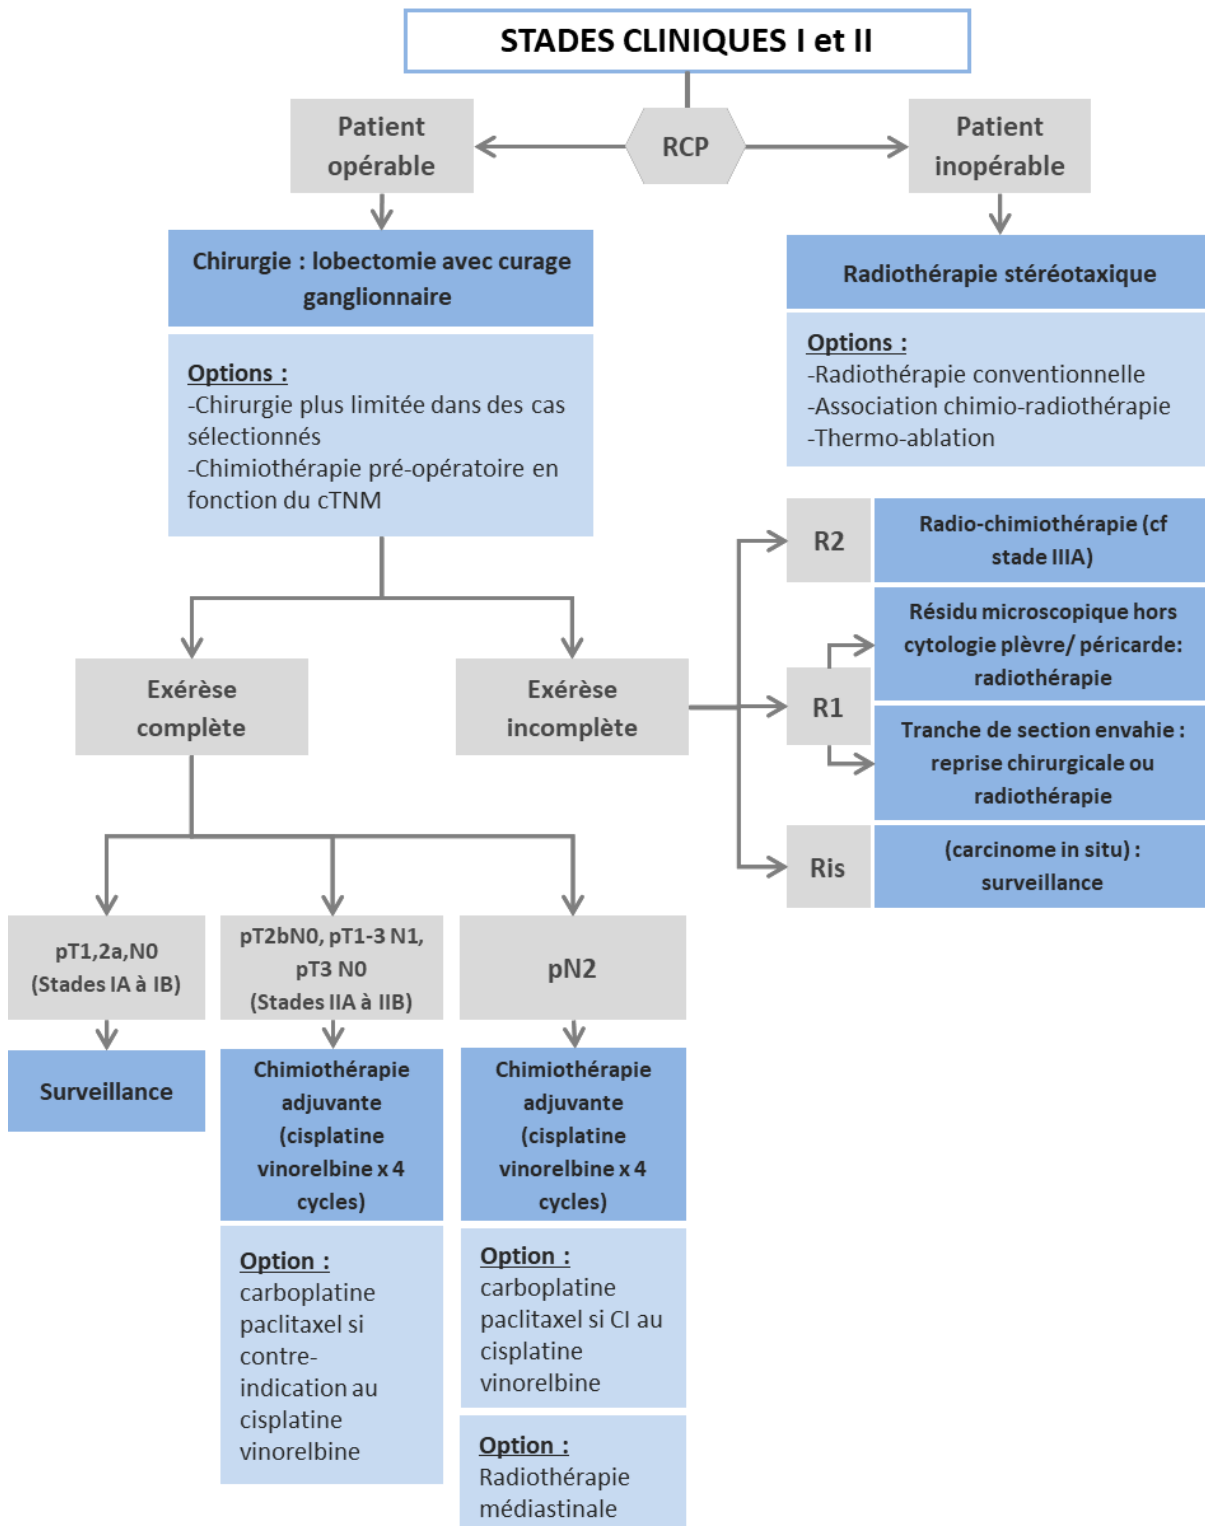 STADES CLINIQUES I et II
Patient
opérable
RCP
Patient
inopérable
Chirurgie : lobectomie avec curage
ganglionnaire
Options :
-Chirurgie plus limitée dans des cas
sélectionnés
-Chimiothérapie pré-opératoire en
fonction du cTNM
Radiothérapie stéréotaxique
Options :
-Radiothérapie conventionnelle
-Association chimio-radiothérapie
-Thermo-ablation
Exérèse
complète
Exérèse
incomplète
R2
Radio-chimiothérapie (cf
stade IIIA)
R1
Résidu microscopique hors
cytologie plèvre/ péricarde:
radiothérapie
Tranche de section envahie :
reprise chirurgicale ou
radiothérapie
Ris
(carcinome in situ) :
surveillance
pT1,2a,N0
(Stades IA à IB)
Surveillance
pT2bN0, pT1-3 N1,
pT3 N0
(Stades IIA à IIB)
Chimiothérapie
adjuvante
(cisplatine
vinorelbine x 4
cycles)
Option :
carboplatine
paclitaxel si
contre-
indication au
cisplatine
vinorelbine
pN2
Chimiothérapie
adjuvante
(cisplatine
vinorelbine x 4
cycles)
Option :
carboplatine
paclitaxel si CI au
cisplatine
vinorelbine
Option :
Radiothérapie
médiastinale